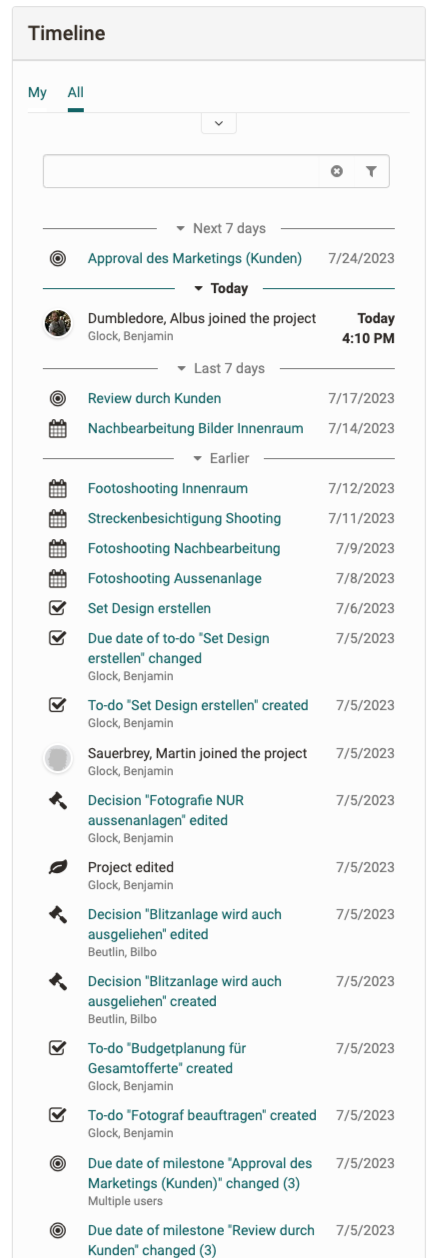 Timeline
My All
Next 7 days
Approval des Marketings (Kunden) 7/24/2023
Today
Dumbledore, Albus joined the project Today
Glock, Benjamin 4:10 PM
Last 7 days
Review durch Kunden 7/17/2023
Nachbearbeitung Bilder Innenraum 7/14/2023
Earlier
Footoshooting Innenraum 7/12/2023
Streckenbesichtigung Shooting 7/11/2023
Fotoshooting Nachbearbeitung 7/9/2023
Fotoshooting Aussenanlage 7/8/2023
Set Design erstellen 7/6/2023
Due date of to-do "Set Design 7/5/2023
erstellen" changed
Glock, Benjamin
To-do "Set Design erstellen" created 7/5/2023
Glock, Benjamin
Sauerbrey, Martin joined the project 7/5/2023
Glock, Benjamin
Decision "Fotografie NUR 7/5/2023
aussenanlagen" edited
Glock, Benjamin
Project edited 7/5/2023
Glock, Benjamin
Decision "Blitzanlage wird auch 7/5/2023
ausgeliehen" edited
Beutlin, Bilbo
Decision "Blitzanlage wird auch 7/5/2023
ausgeliehen" created
Beutlin, Bilbo
To-do "Budgetplanung für 7/5/2023
Gesamtofferte" created
Glock, Benjamin
To-do "Fotograf beauftragen" created 7/5/2023
Glock, Benjamin
Due date of milestone "Approval des 7/5/2023
Marketings (Kunden)" changed (3)
Multiple users
Due date of milestone "Review durch 7/5/2023
Kunden" changed (3)